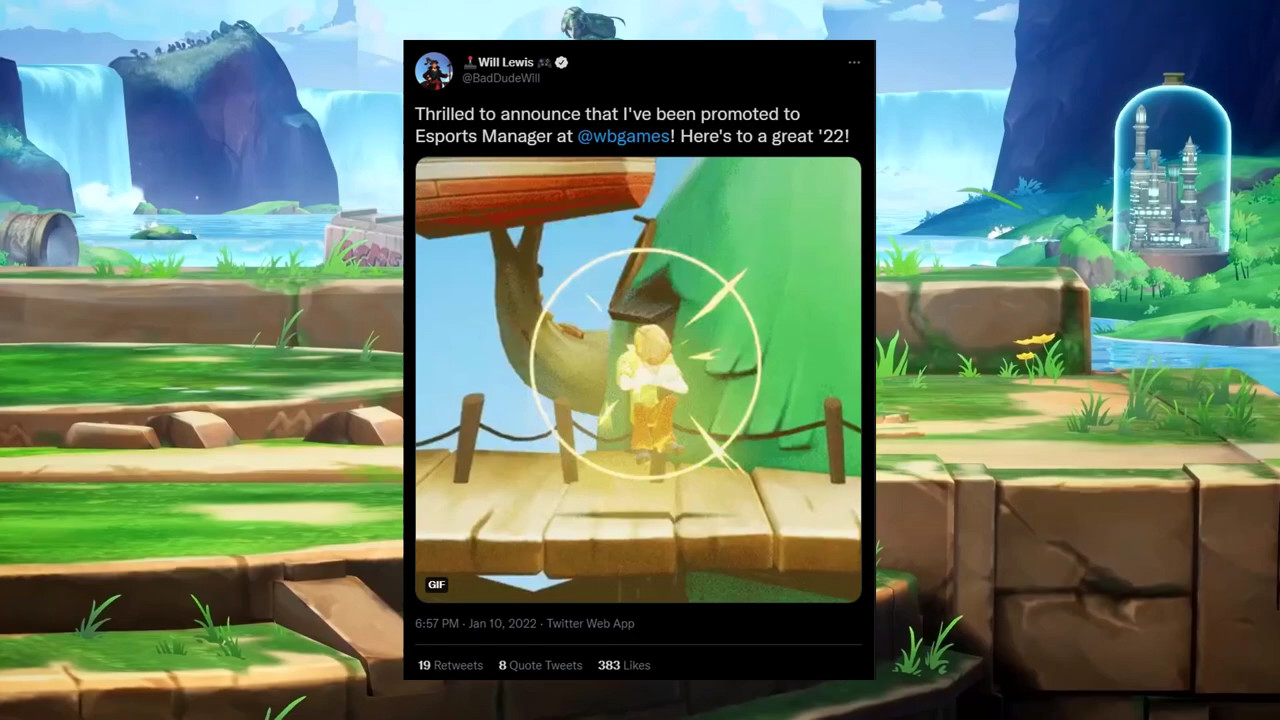 Will Lewis
@BadDudeWill
Thrilled to announce that I've been promoted to
Esports Manager at @wbgames! Here's to a great '22!
GIF
6:57 PM · Jan 10, 2022 · Twitter Web App
19 Retweets 8 Quote Tweets 383 Likes